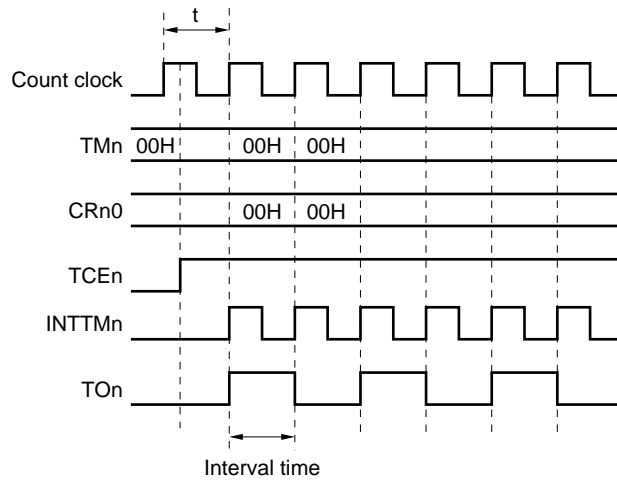 t
Count clock
TMn 00H 00H 00H
CRn0 00H 00H
TCEn
INTTMn
TOn
Interval time